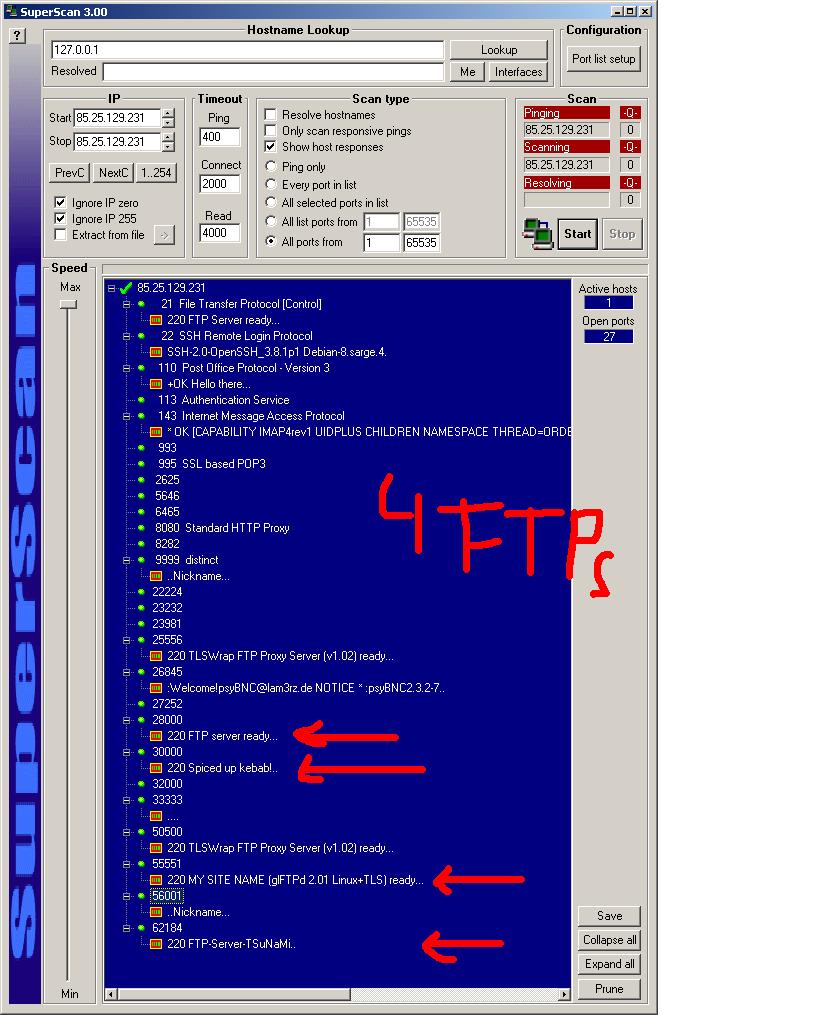 SuperScan 3.00
?
Hostname Lookup
127.0.0.1
Lookup
Resolved
Me
Interfaces
Configuration
Port list setup
IP
Start 85.25.129.231
Stop 85.25.129.231
PrevC
NextC
1..254
Ignore IP zero
Ignore IP 255
Extract from file
->
Timeout
Ping
400
Connect
2000
Read
4000
Scan type
Resolve hostnames
Only scan responsive pings
Show host responses
Ping only
Every port in list
All selected ports in list
All list ports from 1 65535
All ports from 1 65535
Scan
Pinging -Q-
85.25.129.231 0
Scanning -Q-
85.25.129.231 0
Resolving -Q-
0
Start
Stop
Speed
Max
Min
SuperScan
85.25.129.231
21 File Transfer Protocol [Control]
220 FTP Server ready...
22 SSH Remote Login Protocol
SSH-2.0-OpenSSH_3.8.1p1 Debian-8.sarge.4.
110 Post Office Protocol - Version 3
+OK Hello there...
113 Authentication Service
143 Internet Message Access Protocol
* OK [CAPABILITY IMAP4rev1 UIDPLUS CHILDREN NAMESPACE THREAD=ORDE
993
995 SSL based POP3
2625
5646
6465
8080 Standard HTTP Proxy
8282
9999 distinct
..Nickname...
22224
23232
23981
25556
220 TLSWrap FTP Proxy Server (v1.02) ready...
26845
:Welcome!psyBNC@lam3rz.de NOTICE * :psyBNC2.3.2-7..
27252
28000
220 FTP server ready...
30000
220 Spiced up kebab!..
32000
33333
....
50500
220 TLSWrap FTP Proxy Server (v1.02) ready...
55551
220 MY SITE NAME (glFTPd 2.01 Linux+TLS) ready...
56001
..Nickname...
62184
220 FTP-Server-TSuNaMi..
4 FTPs
Active hosts
1
Open ports
27
Save
Collapse all
Expand all
Prune